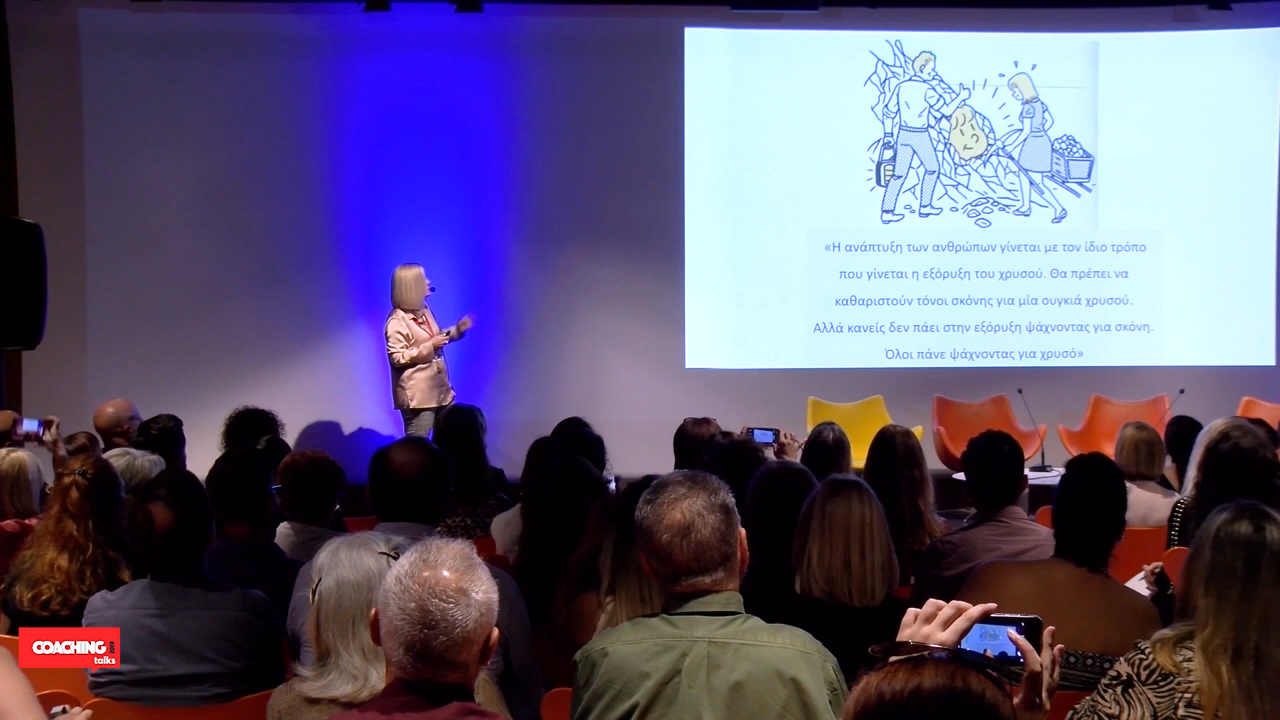 «Η ανάπτυξη των ανθρώπων γίνεται με τον ίδιο τρόπο
που γίνεται η εξόρυξη του χρυσού. Θα πρέπει να
καθαριστούν τόνοι σκόνης για μία ουγκιά χρυσού.
Αλλά κανείς δεν πάει στην εξόρυξη ψάχνοντας για σκόνη.
Όλοι πάνε ψάχνοντας για χρυσό»
COACHING
talks